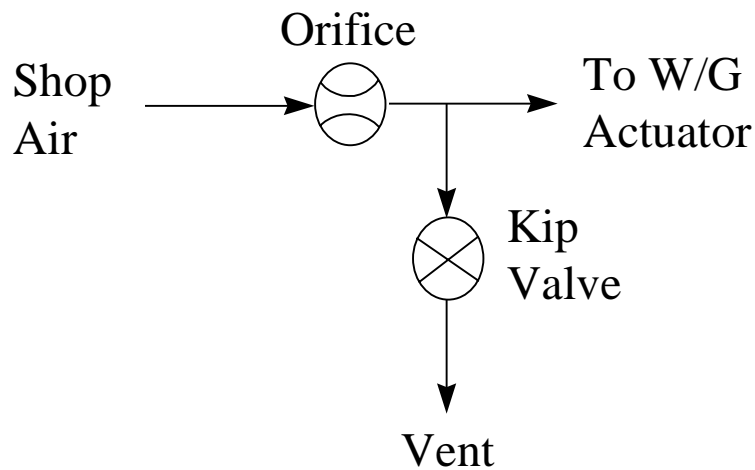 Orifice
Shop
Air
To W/G
Actuator
Kip
Valve
Vent